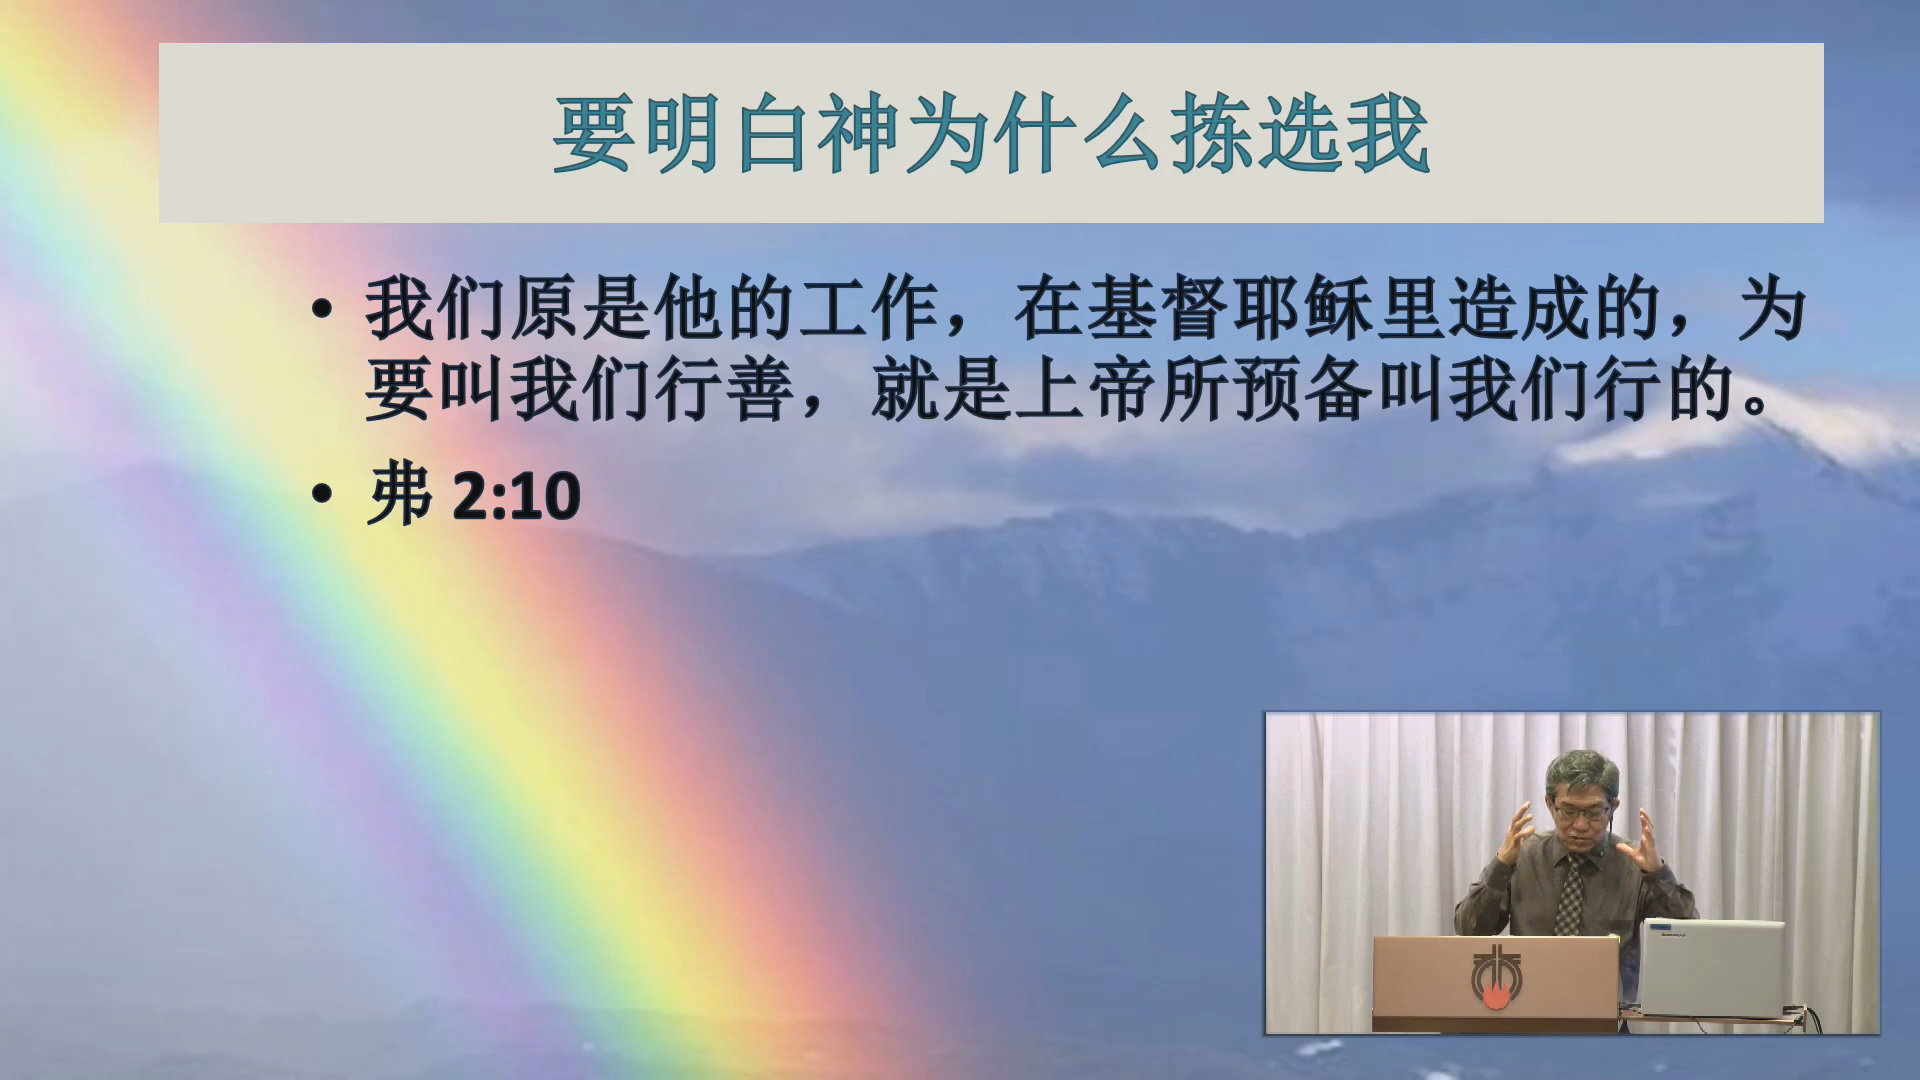 要明白神为什么拣选我
• 我们原是他的工作，在基督耶稣里造成的，为
要叫我们行善，就是上帝所预备叫我们行的。
• 弗 2:10